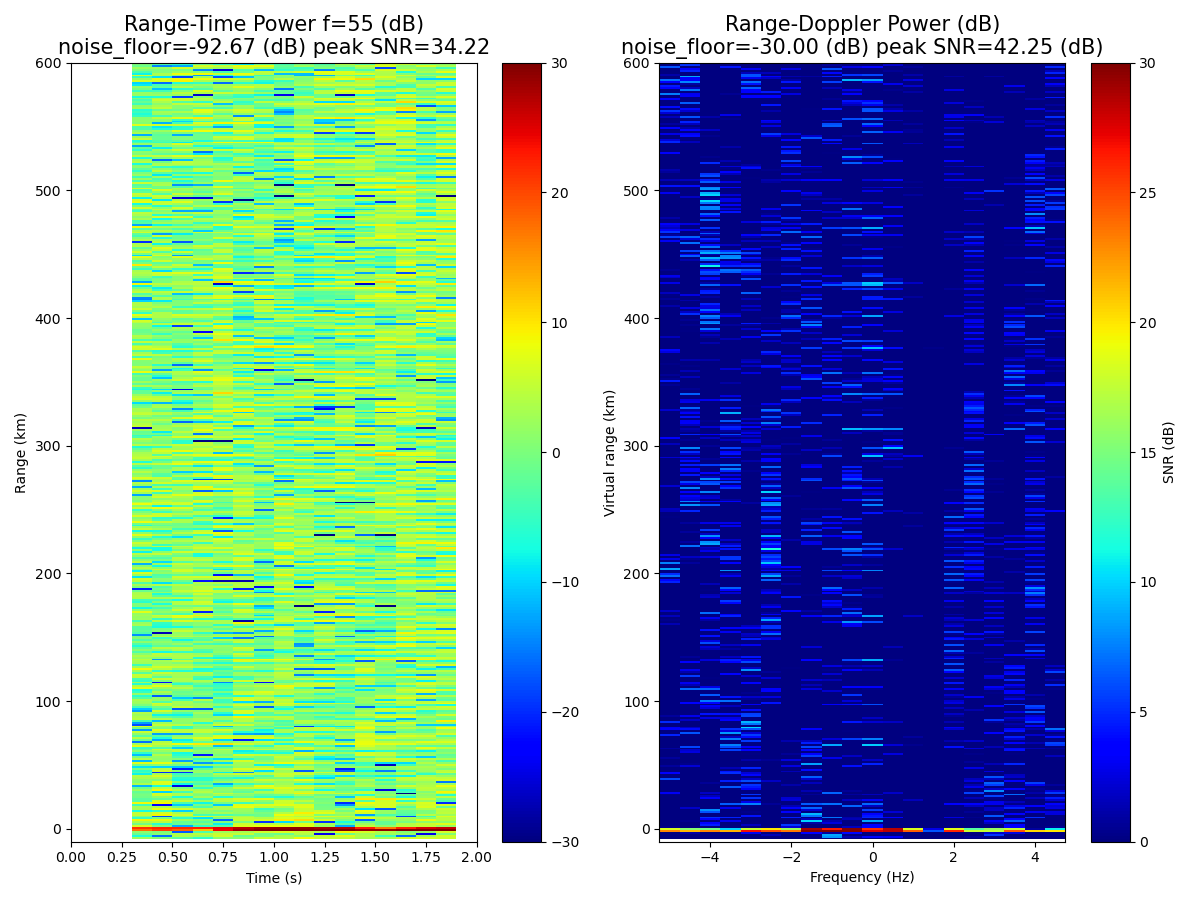 Range-Time Power f=55 (dB)
noise_floor=-92.67 (dB) peak SNR=34.22
Range (km)
600
500
400
300
200
100
0
0.00 0.25 0.50 0.75 1.00 1.25 1.50 1.75 2.00
Time (s)
30
20
10
0
−10
−20
−30
Range-Doppler Power (dB)
noise_floor=-30.00 (dB) peak SNR=42.25 (dB)
Virtual range (km)
600
500
400
300
200
100
0
−4 −2 0 2 4
Frequency (Hz)
30
25
20
15
10
5
0
SNR (dB)